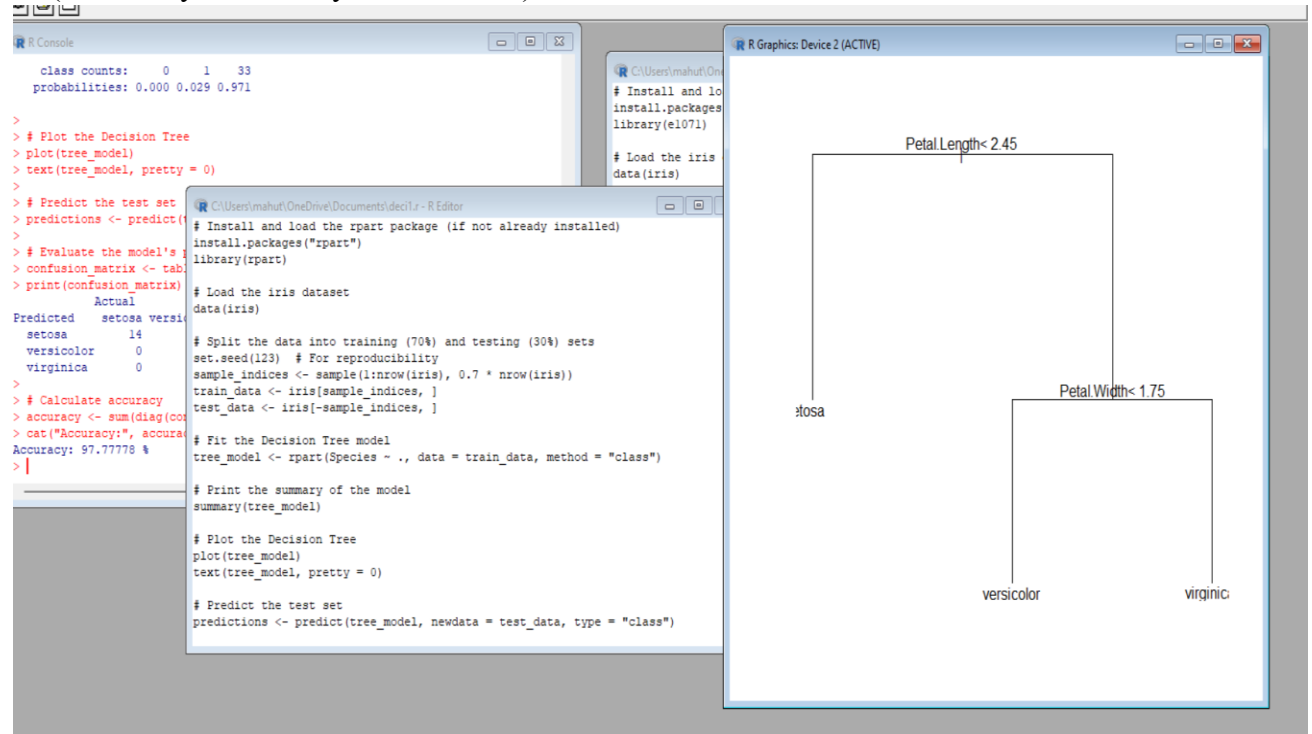 R Console
class counts: 0 1 33
probabilities: 0.000 0.029 0.971
>
> # Plot the Decision Tree
> plot(tree_model)
> text(tree_model, pretty = 0)
>
> # Predict the test set
> predictions <- predict(
>
> # Evaluate the model's
> confusion_matrix <- tab
> print(confusion_matrix)
Actual
Predicted setosa versi
setosa 14
versicolor 0
virginica 0
>
> # Calculate accuracy
> accuracy <- sum(diag(co
> cat("Accuracy:", accura
Accuracy: 97.77778 %
>
C:\Users\mahut\One
# Install and lo
install.packages
library(e1071)
# Load the iris
data(iris)
C:\Users\mahut\OneDrive\Documents\deci1.r - R Editor
# Install and load the rpart package (if not already installed)
install.packages("rpart")
library(rpart)
# Load the iris dataset
data(iris)
# Split the data into training (70%) and testing (30%) sets
set.seed(123) # For reproducibility
sample_indices <- sample(1:nrow(iris), 0.7 * nrow(iris))
train_data <- iris[sample_indices, ]
test_data <- iris[-sample_indices, ]
# Fit the Decision Tree model
tree_model <- rpart(Species ~ ., data = train_data, method = "class")
# Print the summary of the model
summary(tree_model)
# Plot the Decision Tree
plot(tree_model)
text(tree_model, pretty = 0)
# Predict the test set
predictions <- predict(tree_model, newdata = test_data, type = "class")
R Graphics: Device 2 (ACTIVE)
Petal.Length< 2.45
etosa
Petal.Width< 1.75
versicolor
virginica